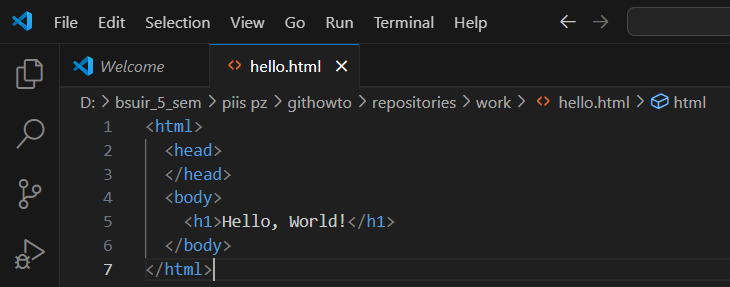 File Edit Selection View Go Run Terminal Help
Welcome hello.html
D: > bsuir_5_sem > piis pz > githowto > repositories > work > hello.html > html
1 <html>
2   <head>
3   </head>
4   <body>
5     <h1>Hello, World!</h1>
6   </body>
7 </html>